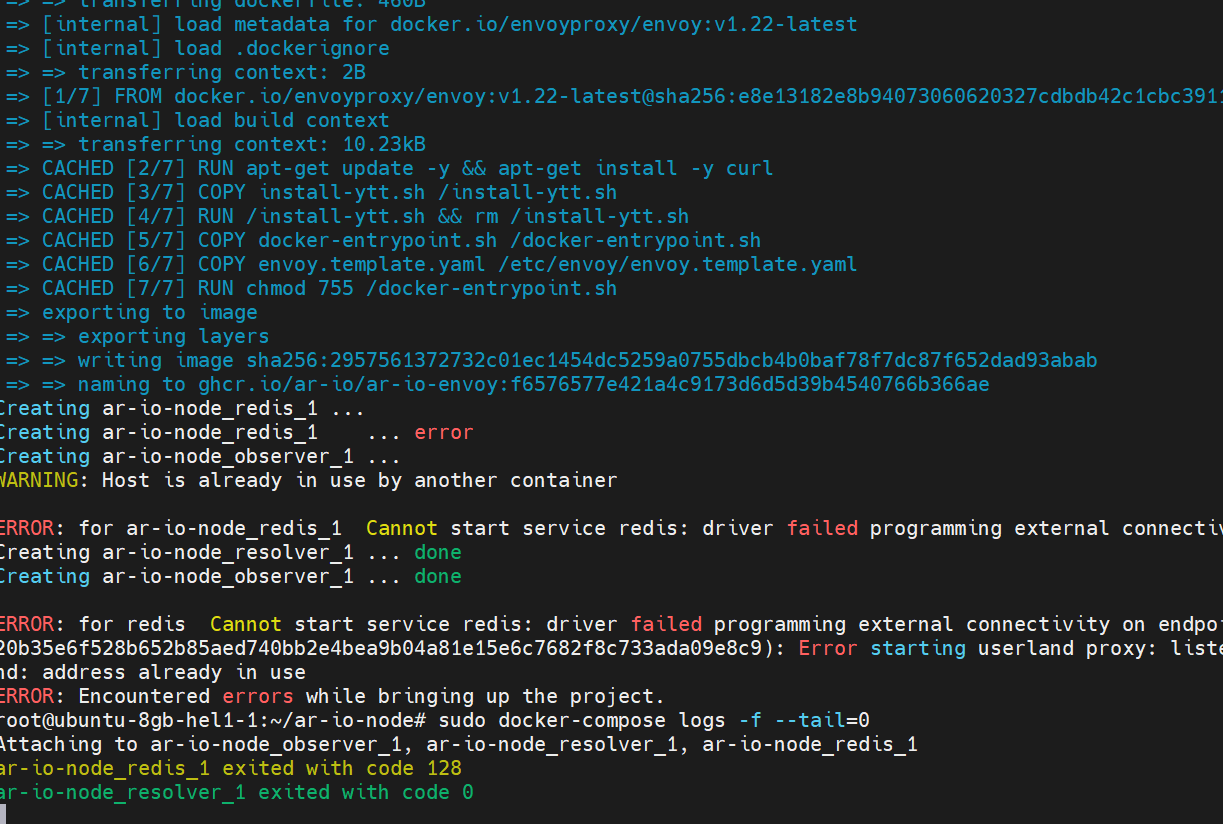 => => transferring dockerfile: 460B
=> [internal] load metadata for docker.io/envoyproxy/envoy:v1.22-latest
=> [internal] load .dockerignore
=> => transferring context: 2B
=> [1/7] FROM docker.io/envoyproxy/envoy:v1.22-latest@sha256:e8e13182e8b94073060620327cdbdb42c1cbc3911
=> [internal] load build context
=> => transferring context: 10.23kB
=> CACHED [2/7] RUN apt-get update -y && apt-get install -y curl
=> CACHED [3/7] COPY install-ytt.sh /install-ytt.sh
=> CACHED [4/7] RUN /install-ytt.sh && rm /install-ytt.sh
=> CACHED [5/7] COPY docker-entrypoint.sh /docker-entrypoint.sh
=> CACHED [6/7] COPY envoy.template.yaml /etc/envoy/envoy.template.yaml
=> CACHED [7/7] RUN chmod 755 /docker-entrypoint.sh
=> exporting to image
=> => exporting layers
=> => writing image sha256:2957561372732c01ec1454dc5259a0755dbcb4b0baf78f7dc87f652dad93abab
=> => naming to ghcr.io/ar-io/ar-io-envoy:f6576577e421a4c9173d6d5d39b4540766b366ae
Creating ar-io-node_redis_1 ...
Creating ar-io-node_redis_1    ... error
Creating ar-io-node_observer_1 ...
WARNING: Host is already in use by another container
ERROR: for ar-io-node_redis_1  Cannot start service redis: driver failed programming external connectiv
Creating ar-io-node_resolver_1 ... done
Creating ar-io-node_observer_1 ... done
ERROR: for redis  Cannot start service redis: driver failed programming external connectivity on endpoi
20b35e6f528b652b85aed740bb2e4bea9b04a81e15e6c7682f8c733ada09e8c9): Error starting userland proxy: liste
nd: address already in use
ERROR: Encountered errors while bringing up the project.
root@ubuntu-8gb-hel1-1:~/ar-io-node# sudo docker-compose logs -f --tail=0
Attaching to ar-io-node_observer_1, ar-io-node_resolver_1, ar-io-node_redis_1
ar-io-node_redis_1 exited with code 128
ar-io-node_resolver_1 exited with code 0